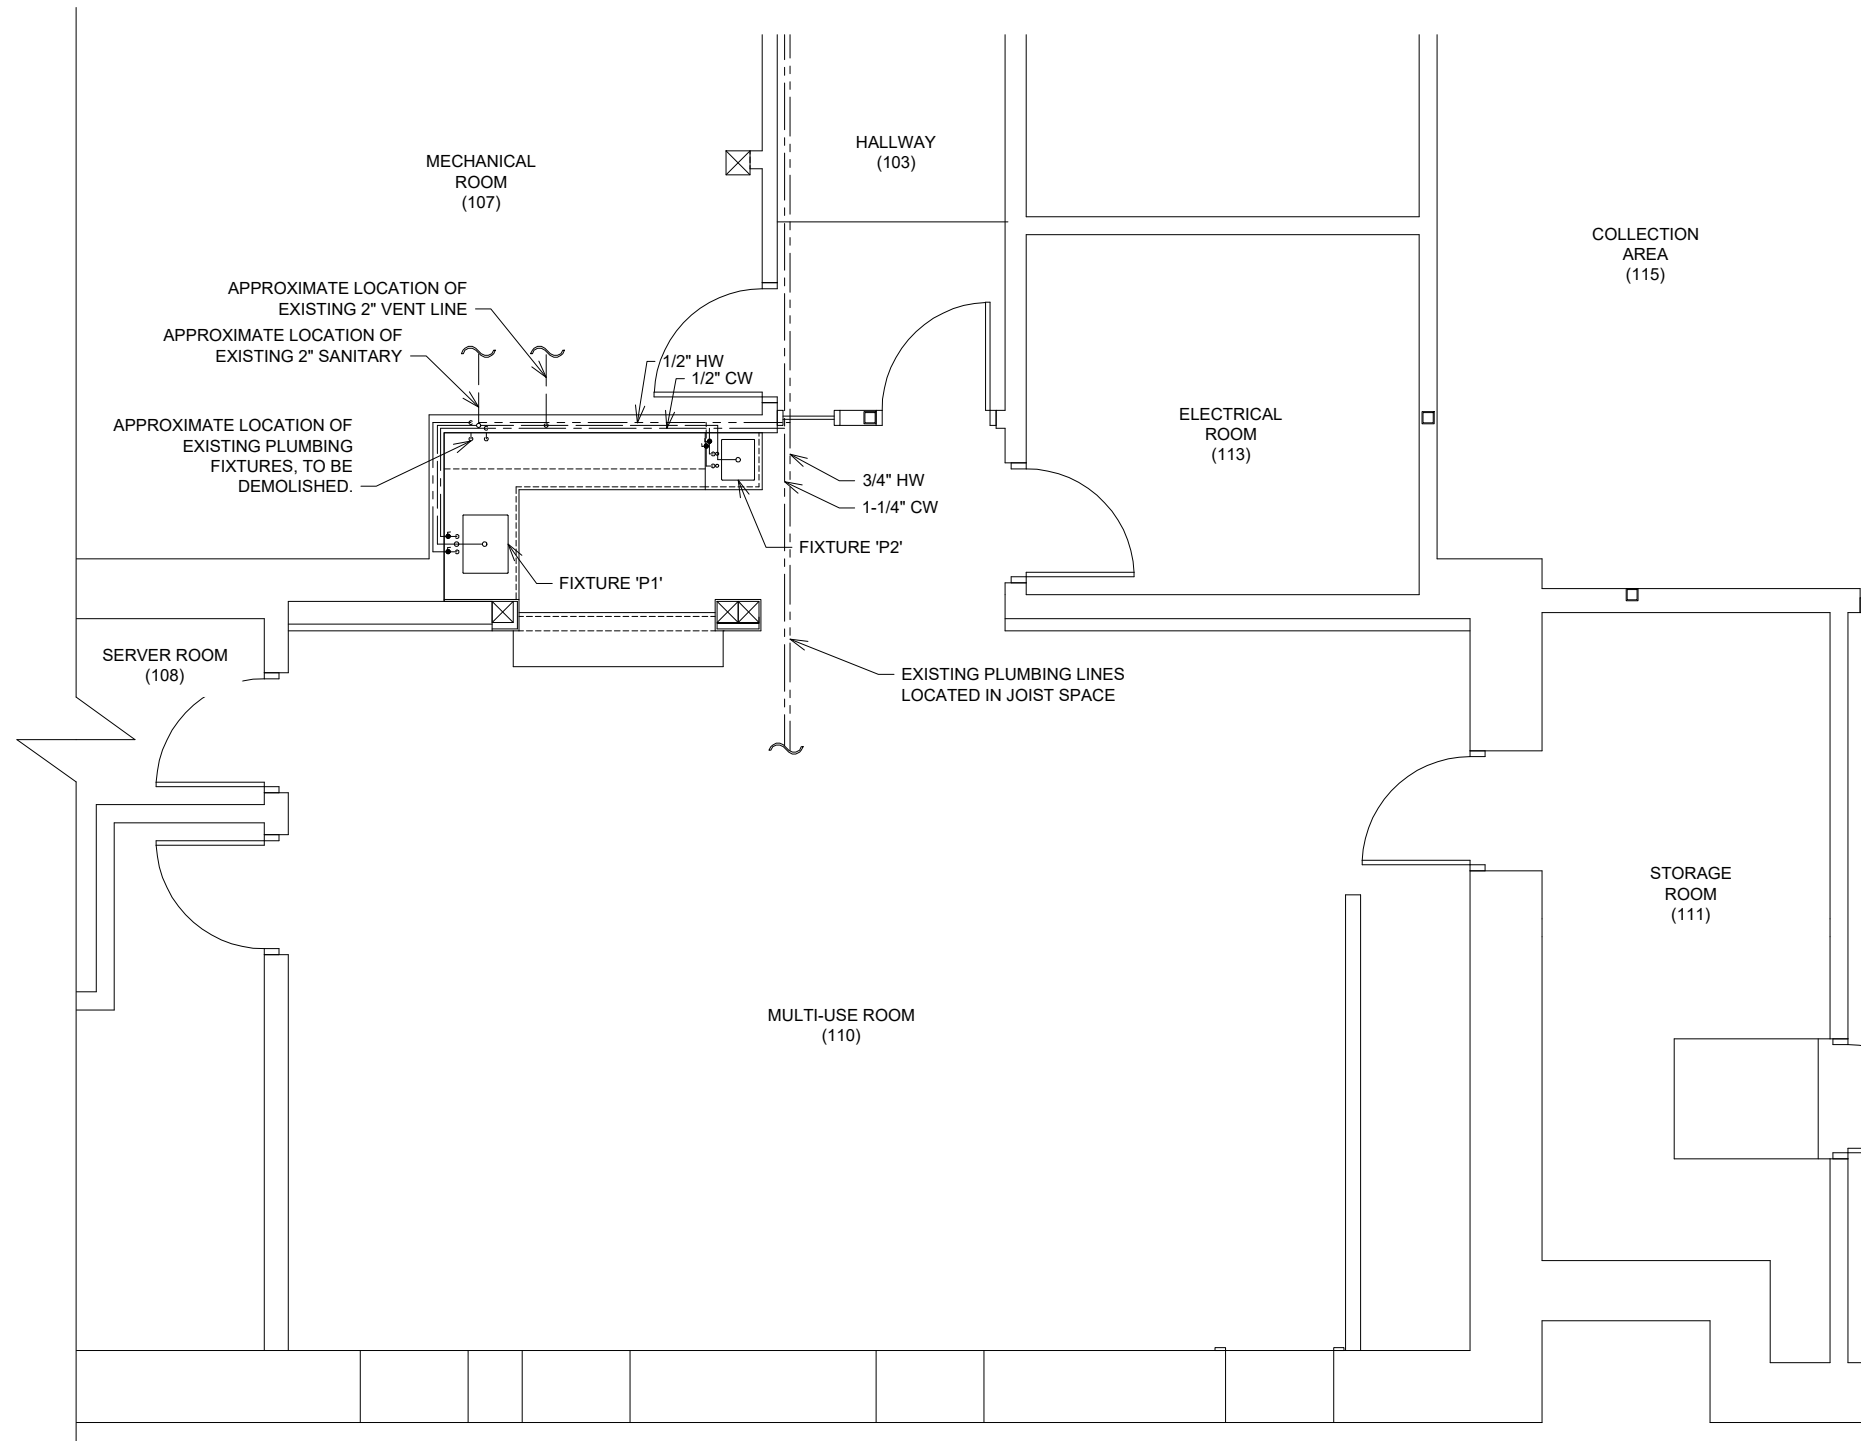 HALLWAY
(103)
MECHANICAL
ROOM
(107)
COLLECTION
AREA
(115)
APPROXIMATE LOCATION OF
EXISTING 2" VENT LINE
APPROXIMATE LOCATION OF
EXISTING 2" SANITARY
1/2" HW
1/2" CW
APPROXIMATE LOCATION OF
EXISTING PLUMBING
FIXTURES, TO BE
DEMOLISHED.
ELECTRICAL
ROOM
(113)
3/4" HW
1-1/4" CW
FIXTURE 'P2'
FIXTURE 'P1'
SERVER ROOM
(108)
EXISTING PLUMBING LINES
LOCATED IN JOIST SPACE
STORAGE
ROOM
(111)
MULTI-USE ROOM
(110)